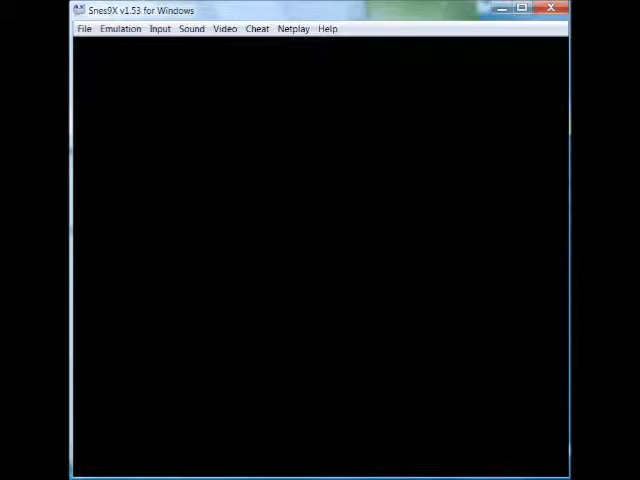 Snes9X v1.53 for Windows
File Emulation Input Sound Video Cheat Netplay Help